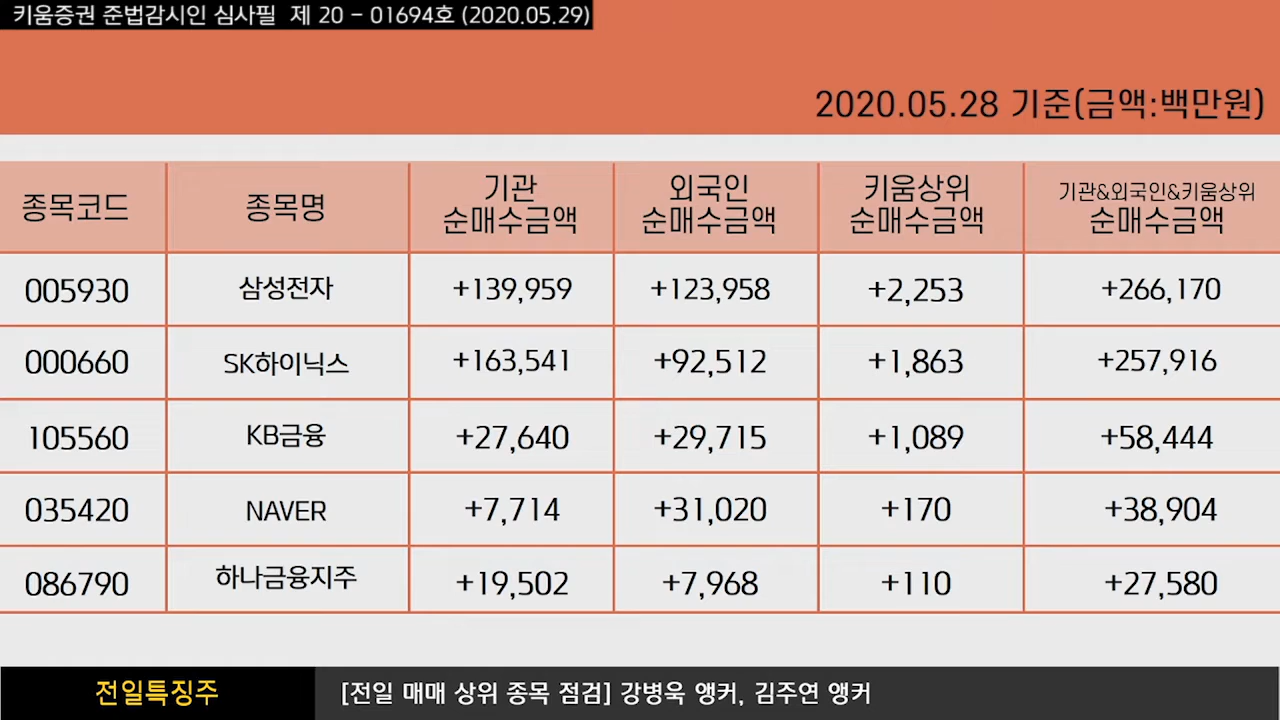 키움증권 준법감시인 심사필 제 20 - 01694호 (2020.05.29)
2020.05.28 기준(금액:백만원)
종목코드 종목명 기관 순매수금액 외국인 순매수금액 키움상위 순매수금액 기관&외국인&키움상위 순매수금액
005930 삼성전자 +139,959 +123,958 +2,253 +266,170
000660 SK하이닉스 +163,541 +92,512 +1,863 +257,916
105560 KB금융 +27,640 +29,715 +1,089 +58,444
035420 NAVER +7,714 +31,020 +170 +38,904
086790 하나금융지주 +19,502 +7,968 +110 +27,580
전일특징주 [전일 매매 상위 종목 점검] 강병욱 앵커, 김주연 앵커